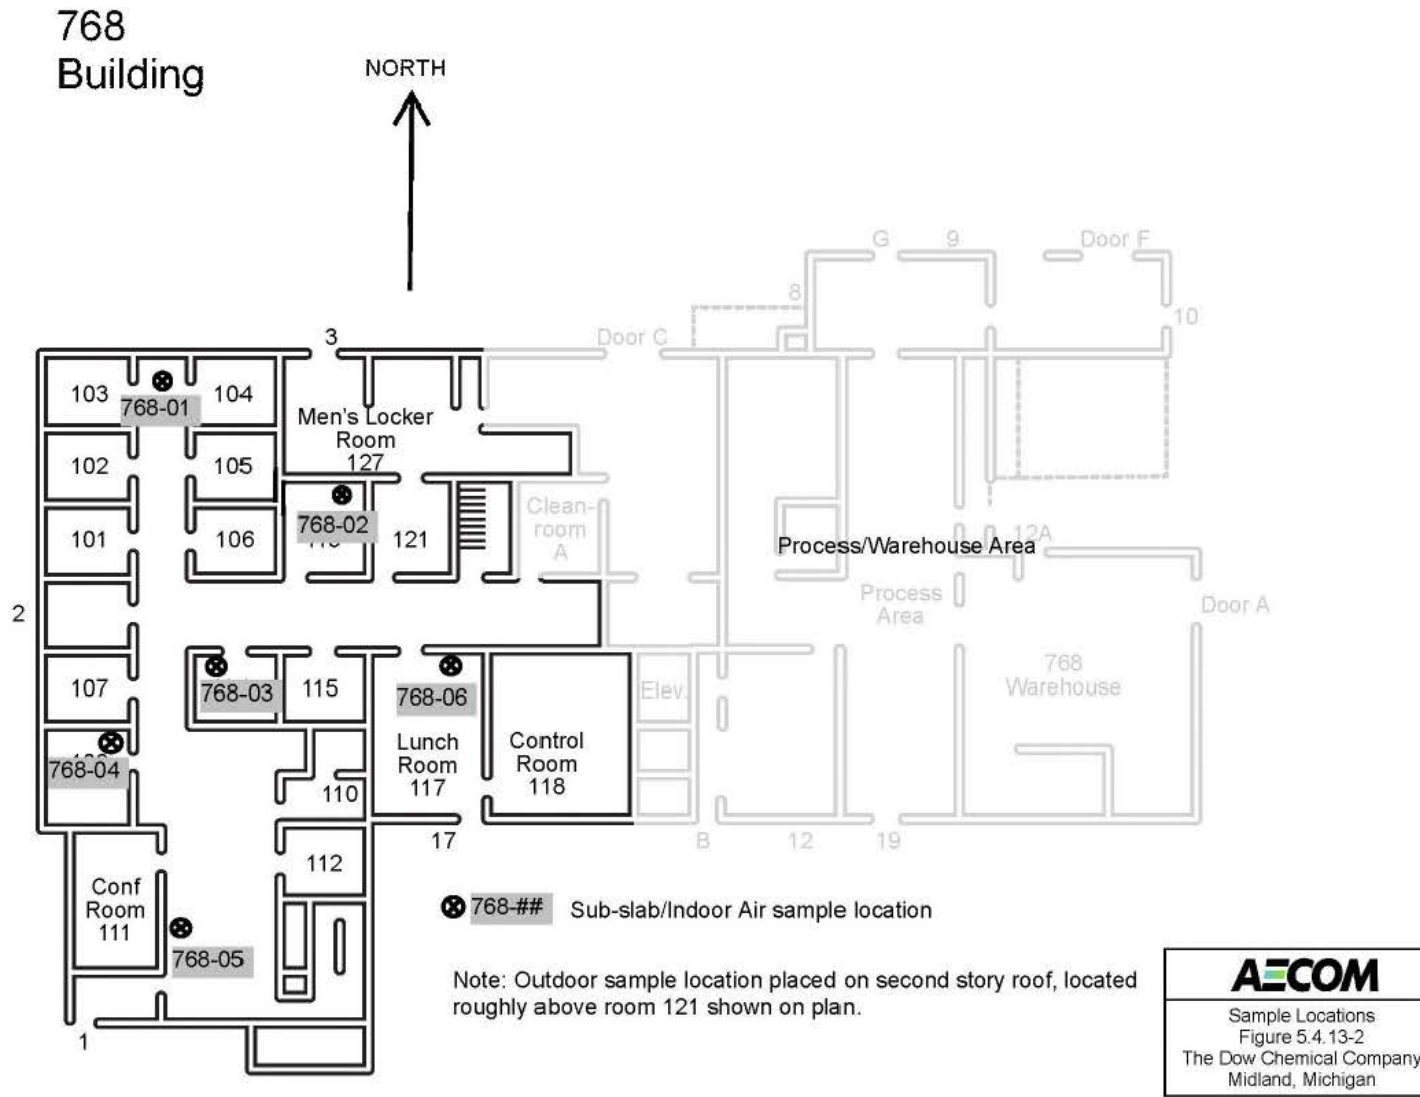 768
Building
NORTH
G
9
Door F
8
10
3
Door C
103
104
768-01
Men's Locker
Room
127
102
105
768-02
101
106
121
Clean-
room
A
Process/Warehouse Area
12A
Process
Area
Door A
2
107
768-03
115
768-06
Elev.
768
Warehouse
768-04
Lunch
Room
117
Control
Room
118
110
17
B
12
19
112
Conf
Room
111
768-05
1
768-## Sub-slab/Indoor Air sample location
Note: Outdoor sample location placed on second story roof, located
roughly above room 121 shown on plan.
AECOM
Sample Locations
Figure 5.4.13-2
The Dow Chemical Company
Midland, Michigan